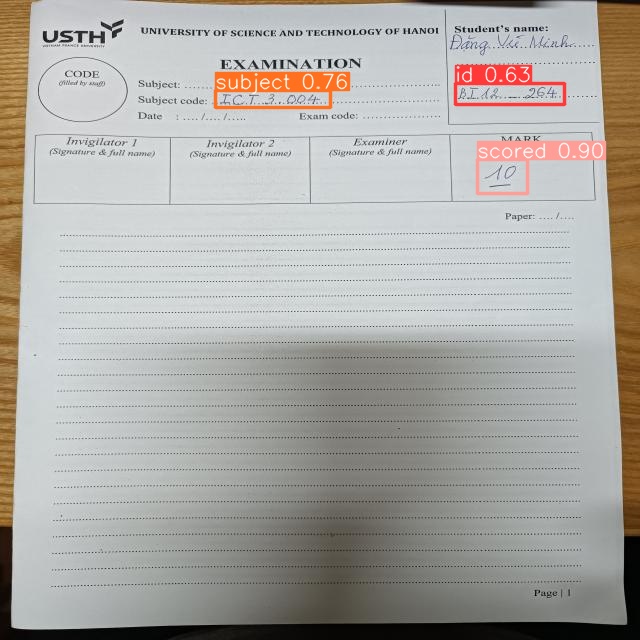 USTH
VIETNAM FRANCE UNIVERSITY
UNIVERSITY OF SCIENCE AND TECHNOLOGY OF HANOI
Student's name:
Đặng Vũ Minh
EXAMINATION
CODE
(filled by staff)
Subject: ......
subject 0.76
Subject code: I.C.T...3...004...
id 0.63
BI12...264
Date : ..../..../.....
Exam code: ........................
Invigilator 1
(Signature & full name)
Invigilator 2
(Signature & full name)
Examiner
(Signature & full name)
MARK
scored 0.90
10
Paper: ..../....
Page | 1